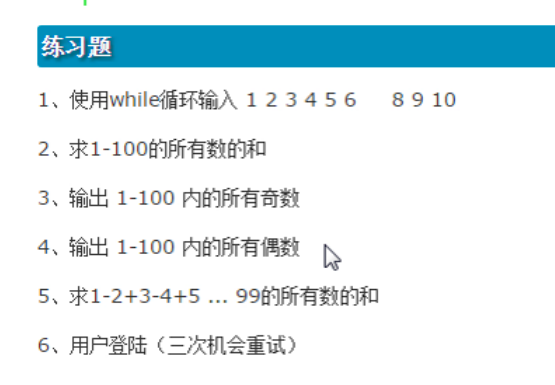 练习题
1、使用while循环输入 1 2 3 4 5 6     8 9 10
2、求1-100的所有数的和
3、输出 1-100 内的所有奇数
4、输出 1-100 内的所有偶数
5、求1-2+3-4+5 ... 99的所有数的和
6、用户登陆（三次机会重试）